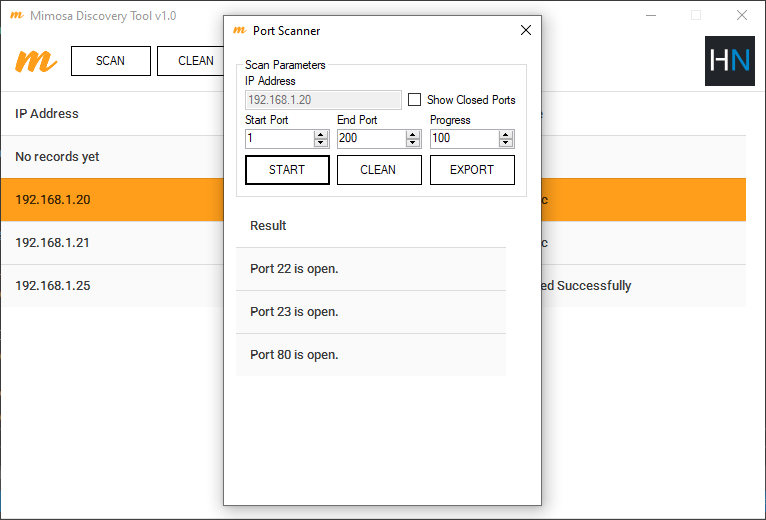 Mimosa Discovery Tool v1.0
m
SCAN
CLEAN
HN
IP Address
No records yet
192.168.1.20
192.168.1.21
192.168.1.25
ed Successfully
Port Scanner
Scan Parameters
IP Address
192.168.1.20
Show Closed Ports
Start Port
End Port
Progress
1
200
100
START
CLEAN
EXPORT
Result
Port 22 is open.
Port 23 is open.
Port 80 is open.